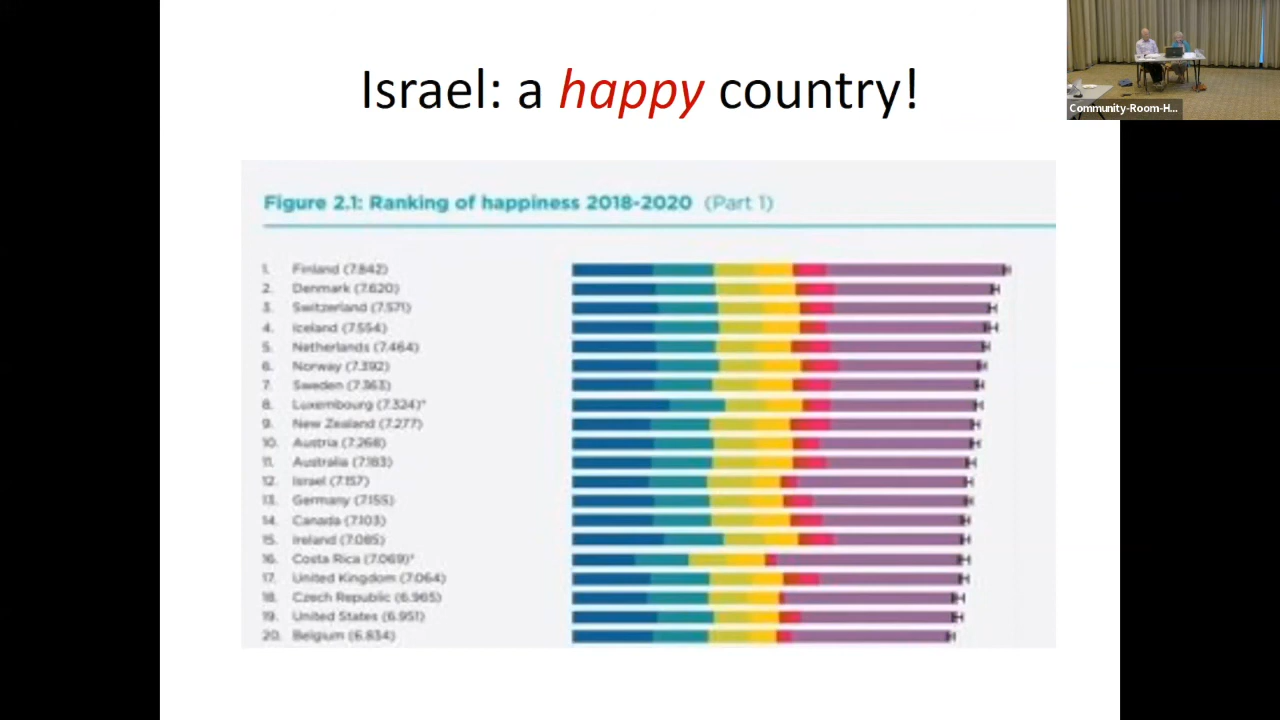 Israel: a happy country!
Community-Room-H...
Figure 2.1: Ranking of happiness 2018-2020 (Part 1)
1. Finland (7.842)
2. Denmark (7.620)
3. Switzerland (7.571)
4. Iceland (7.554)
5. Netherlands (7.464)
6. Norway (7.392)
7. Sweden (7.363)
8. Luxembourg (7.324)*
9. New Zealand (7.277)
10. Austria (7.268)
11. Australia (7.183)
12. Israel (7.157)
13. Germany (7.155)
14. Canada (7.103)
15. Ireland (7.085)
16. Costa Rica (7.069)*
17. United Kingdom (7.064)
18. Czech Republic (6.965)
19. United States (6.951)
20. Belgium (6.834)